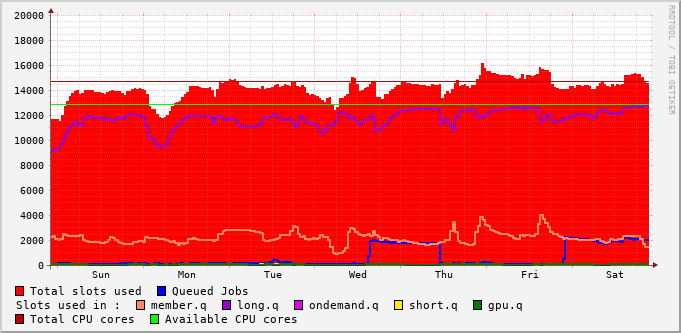 20000
18000
16000
14000
12000
10000
8000
6000
4000
2000
0
Sun Mon Tue Wed Thu Fri Sat
RRDTOOL / TOBI OETIKER
Total slots used Queued Jobs
Slots used in : member.q long.q ondemand.q short.q gpu.q
Total CPU cores Available CPU cores